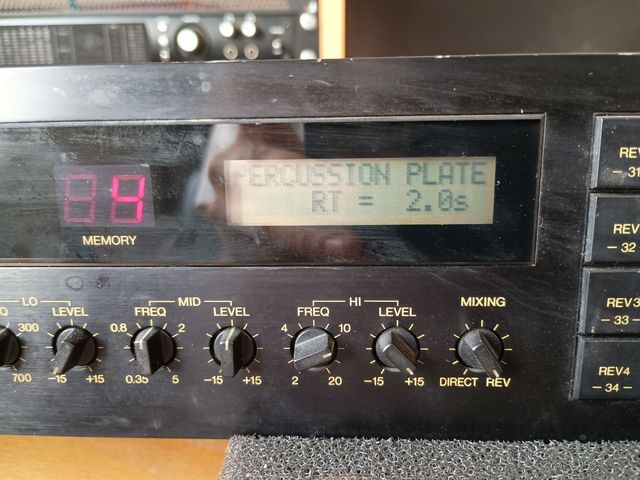 4
PERCUSSION PLATE
RT = 2.0s
MEMORY
LO
MID
HI
LEVEL
FREQ
LEVEL
FREQ
LEVEL
MIXING
300
0.8
2
4
10
700
-15
+15
0.35
5
-15
+15
2
20
-15
+15
DIRECT
REV
-31
REV
-32
REV3
-33-
REV4
-34-